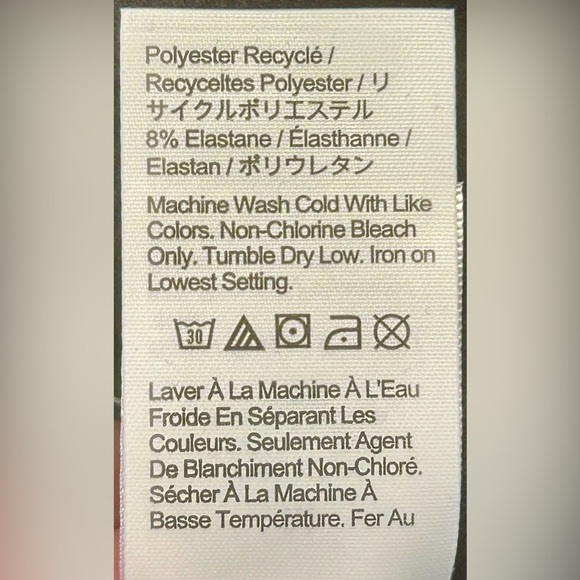 Polyester Recyclé /
Recyceltes Polyester / リ
サイクルポリエステル
8% Elastane / Élasthanne /
Elastan / ポリウレタン
Machine Wash Cold With Like
Colors. Non-Chlorine Bleach
Only. Tumble Dry Low. Iron on
Lowest Setting.
30
Laver À La Machine À L'Eau
Froide En Séparant Les
Couleurs. Seulement Agent
De Blanchiment Non-Chloré.
Sécher À La Machine À
Basse Température. Fer Au